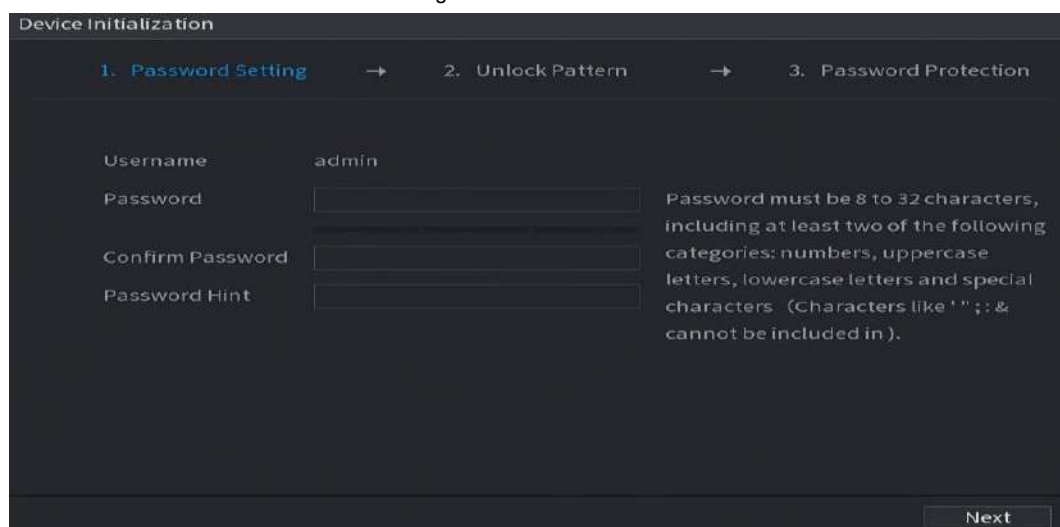 Device Initialization
1. Password Setting → 2. Unlock Pattern → 3. Password Protection
Username admin
Password
Confirm Password
Password Hint
Password must be 8 to 32 characters,
including at least two of the following
categories: numbers, uppercase
letters, lowercase letters and special
characters (Characters like ' " ; : &
cannot be included in ).
Next